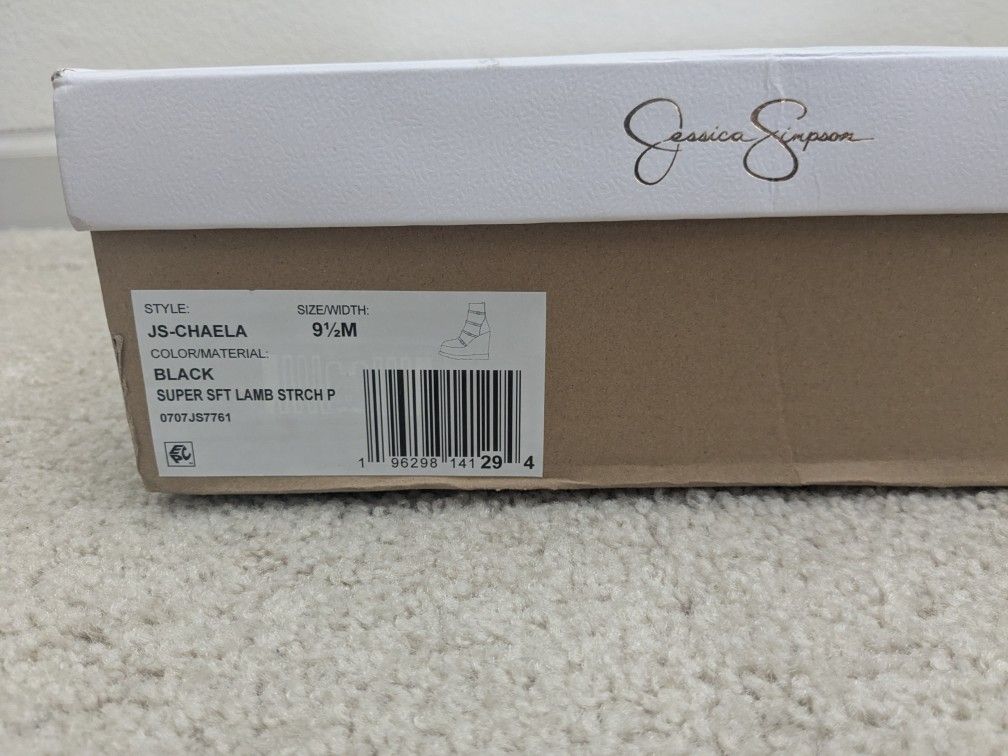 Jessica Simpson
STYLE: SIZE/WIDTH:
JS-CHAELA 9½M
COLOR/MATERIAL:
BLACK
SUPER SFT LAMB STRCH P
0707JS7761
1 96298 141 29 4